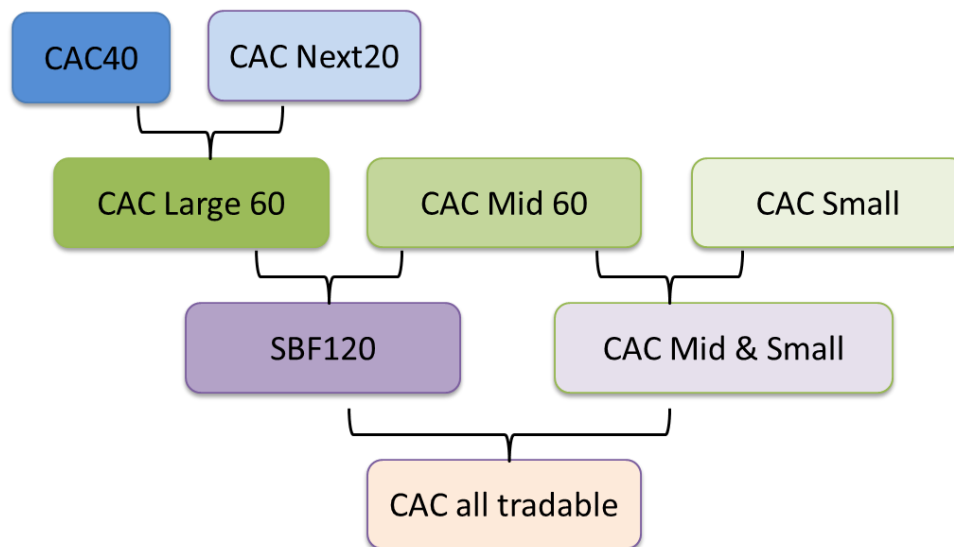 CAC40
CAC Next20
CAC Large 60
CAC Mid 60
CAC Small
SBF120
CAC Mid & Small
CAC all tradable